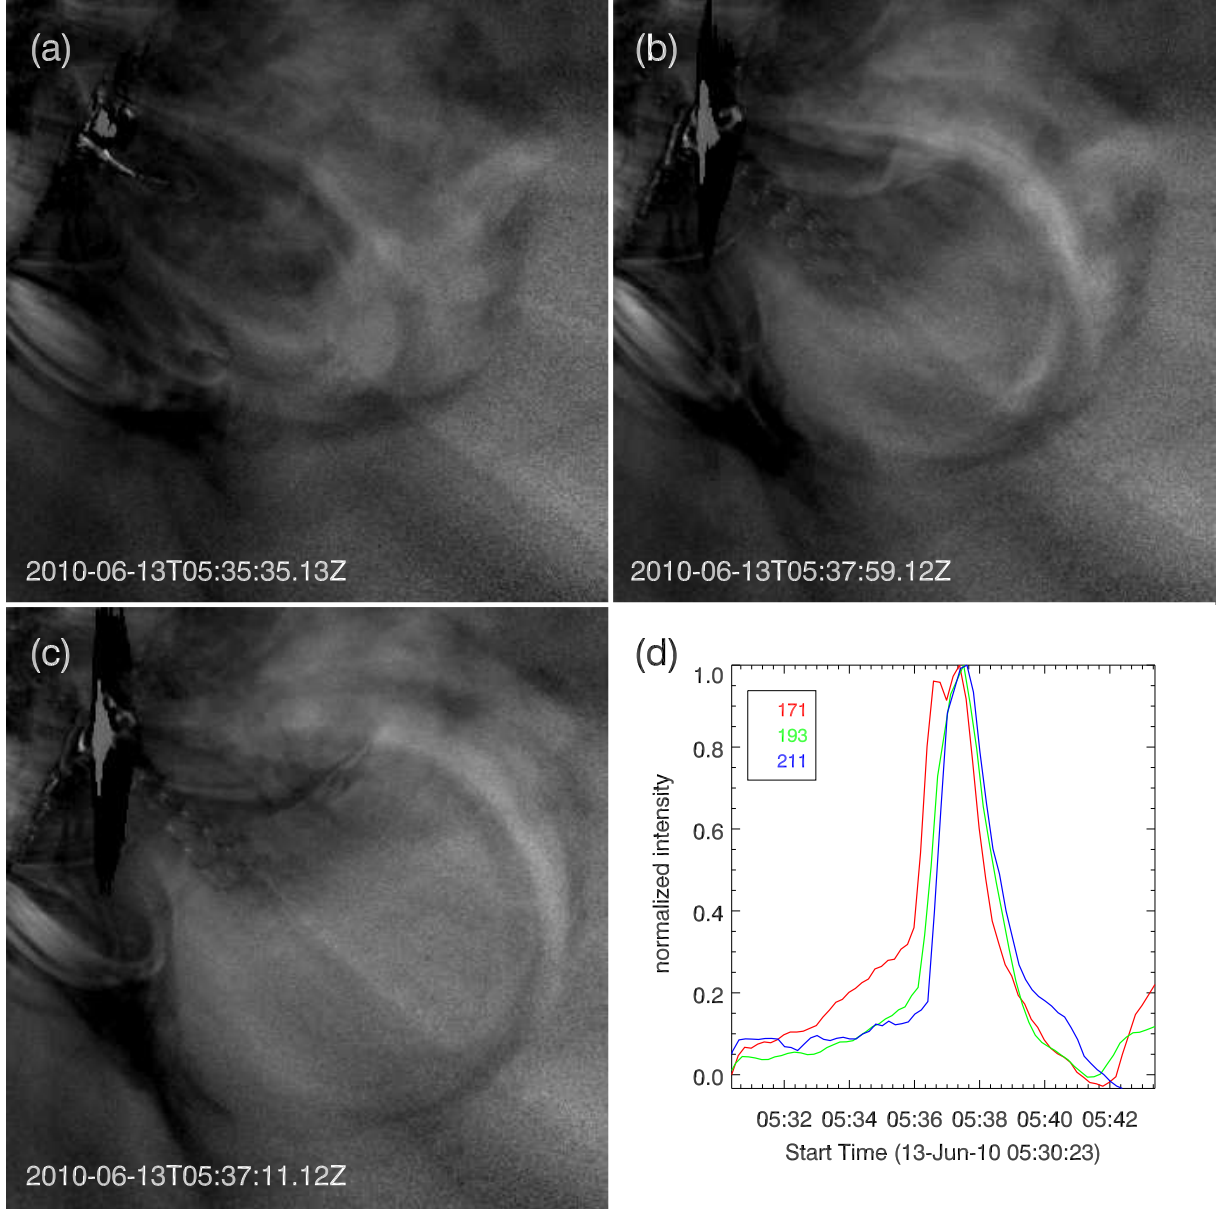 (a)
2010-06-13T05:35:35.13Z
(b)
2010-06-13T05:37:59.12Z
(c)
2010-06-13T05:37:11.12Z
(d)
1.0
0.8
0.6
0.4
0.2
0.0
normalized intensity
171
193
211
05:32 05:34 05:36 05:38 05:40 05:42
Start Time (13-Jun-10 05:30:23)